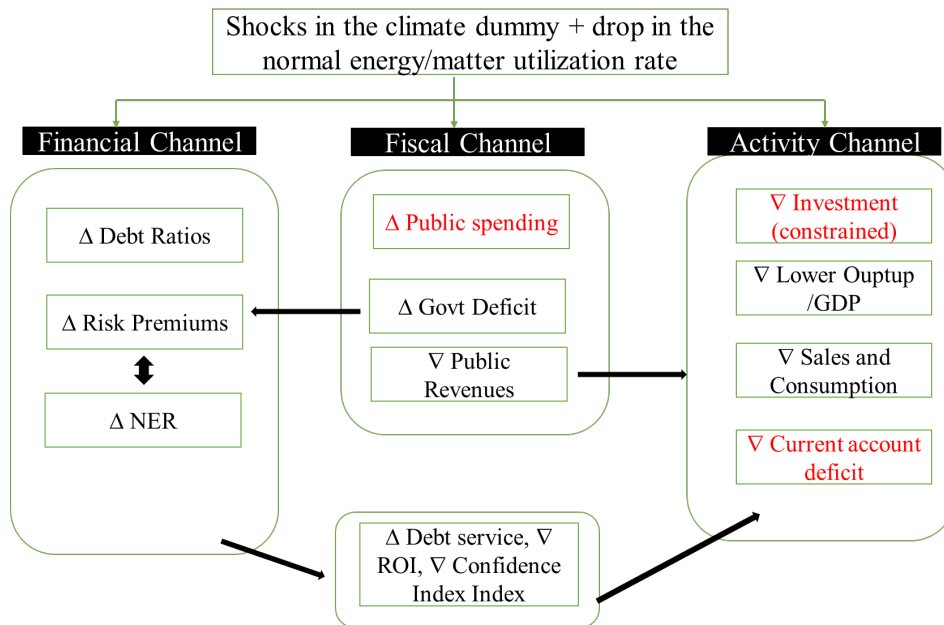 Shocks in the climate dummy + drop in the
normal energy/matter utilization rate
Financial Channel
Fiscal Channel
Activity Channel
Δ Debt Ratios
Δ Risk Premiums
Δ NER
Δ Public spending
Δ Govt Deficit
∇ Public
Revenues
∇ Investment
(constrained)
∇ Lower Ouptup
/GDP
∇ Sales and
Consumption
∇ Current account
deficit
Δ Debt service, ∇
ROI, ∇ Confidence
Index Index